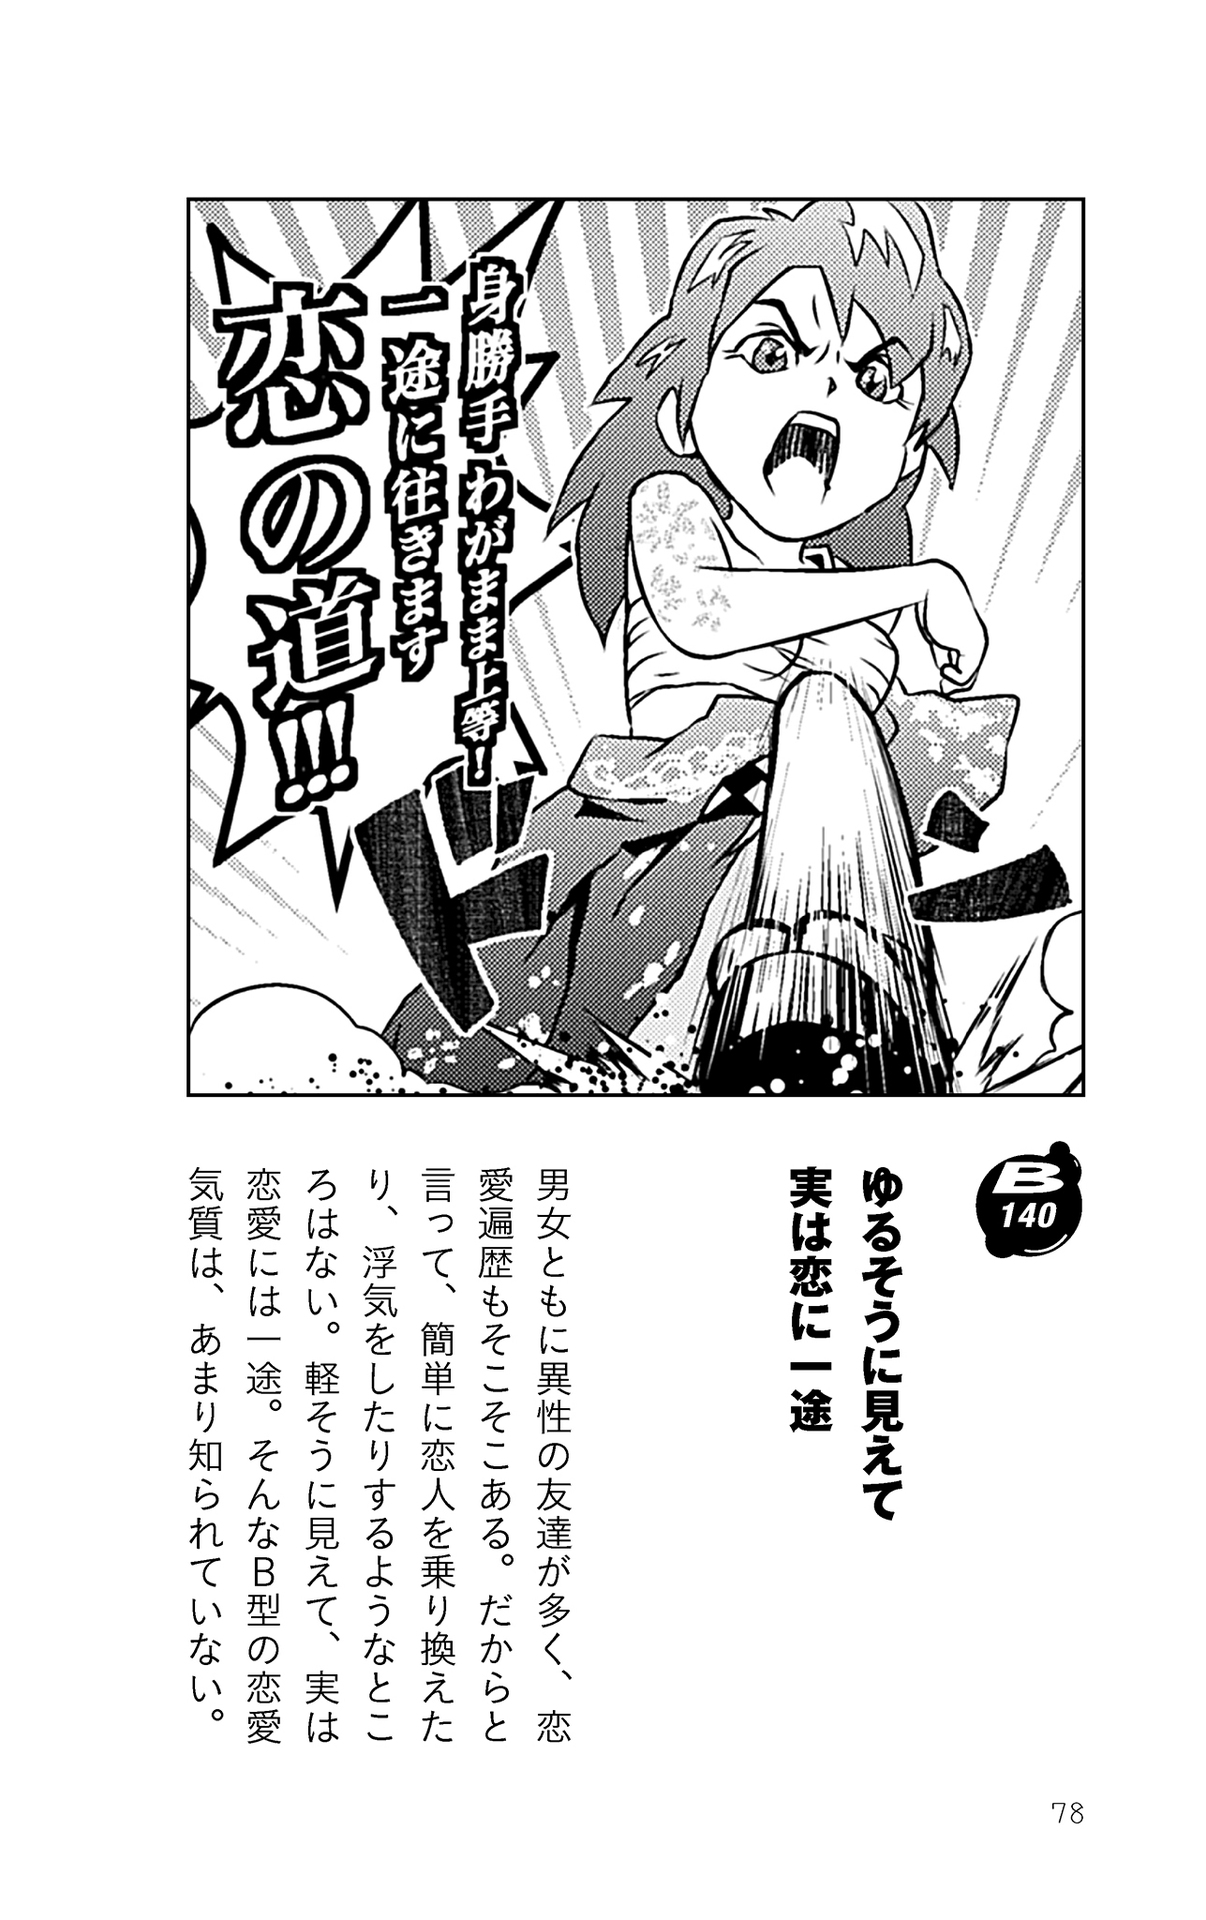 身勝手わがまま上等！
一途に往きます
恋の道!!!
ドン
B
140
ゆるそうに見えて
実は恋に一途
男女ともに異性の友達が多く、恋
愛遍歴もそこそこある。だからと
言って、簡単に恋人を乗り換えた
り、浮気をしたりするようなとこ
ろはない。軽そうに見えて、実は
恋愛には一途。そんなＢ型の恋愛
気質は、あまり知られていない。
78